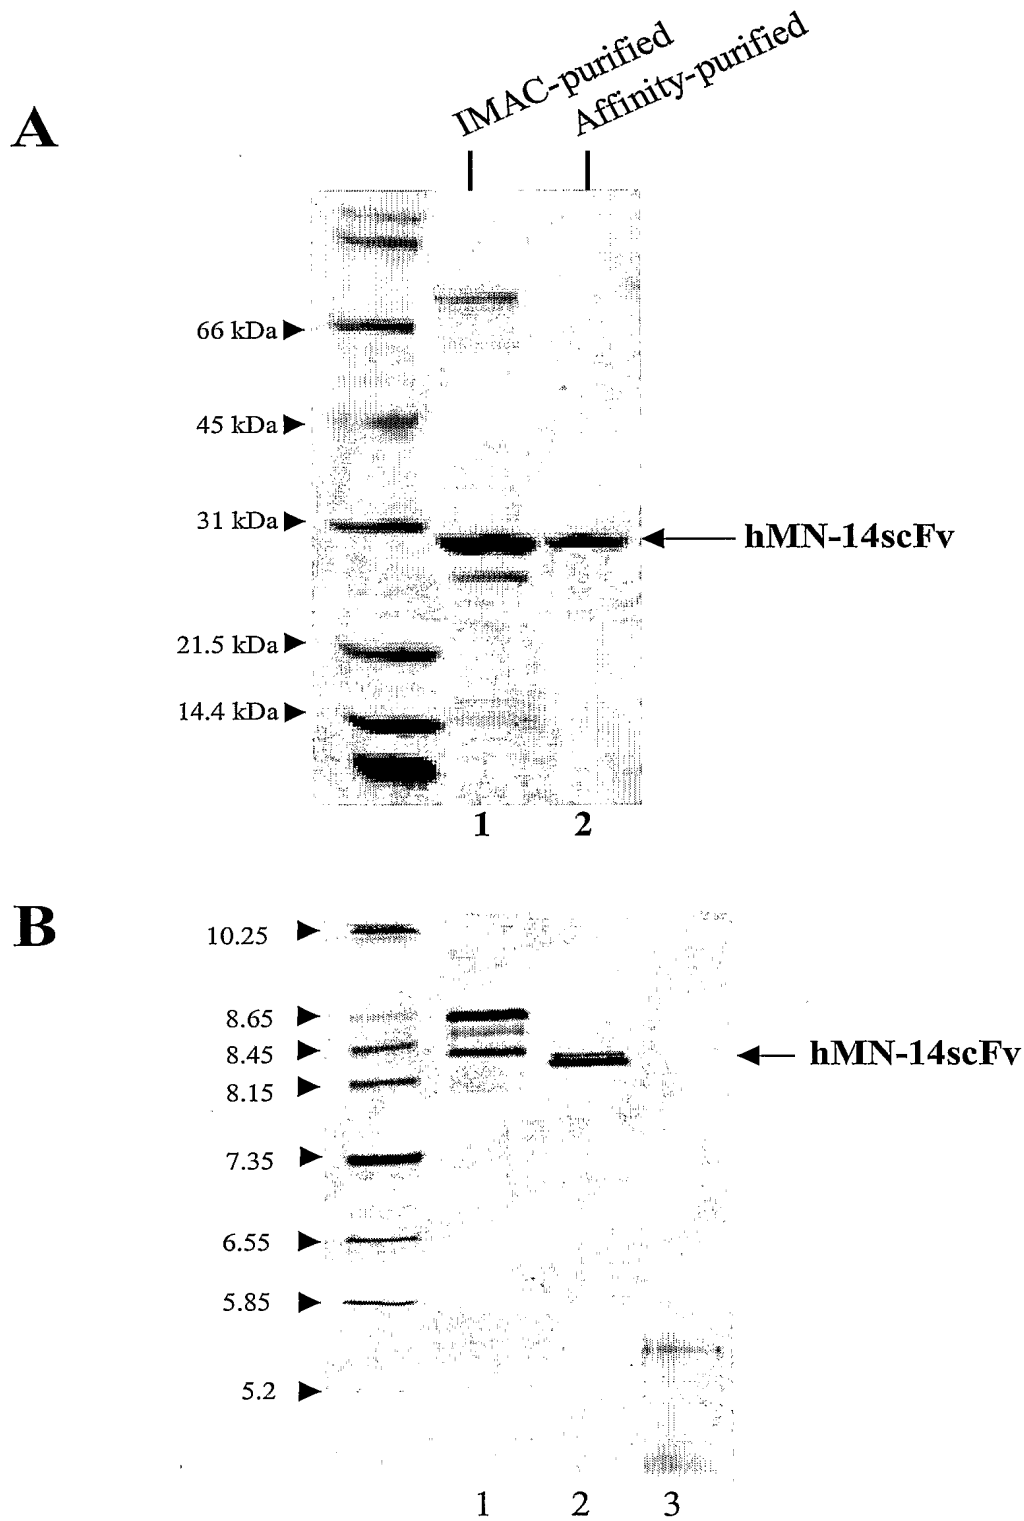 IMAC-purified
Affinity-purified
A
66 kDa
45 kDa
31 kDa
hMN-14scFv
21.5 kDa
14.4 kDa
1 2
B
10.25
8.65
8.45
hMN-14scFv
8.15
7.35
6.55
5.85
5.2
1 2 3